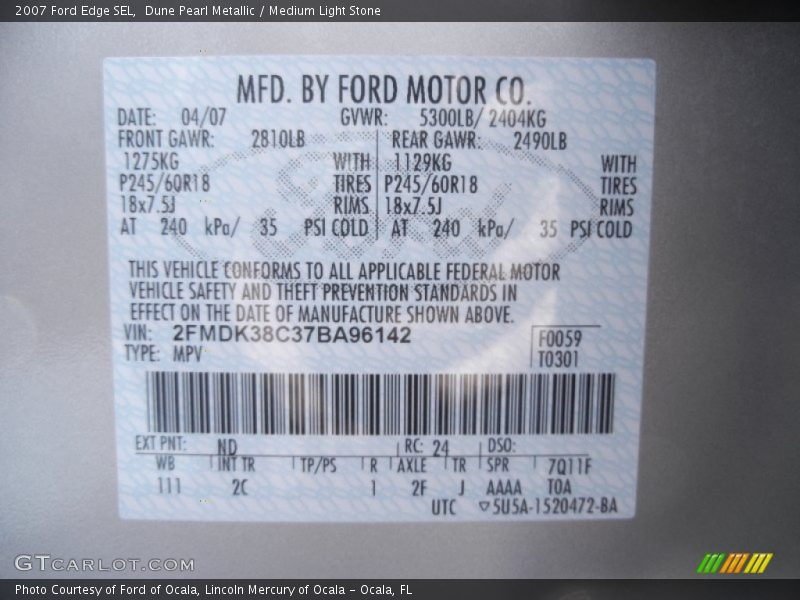 2007 Ford Edge SEL, Dune Pearl Metallic / Medium Light Stone
MFD. BY FORD MOTOR CO.
DATE: 04/07 GVWR: 5300LB/ 2404KG
FRONT GAWR: 2810LB REAR GAWR: 2490LB
1275KG WITH 1129KG WITH
P245/60R18 TIRES P245/60R18 TIRES
18x7.5J RIMS 18x7.5J RIMS
AT 240 kPa/ 35 PSI COLD AT 240 kPa/ 35 PSI COLD
THIS VEHICLE CONFORMS TO ALL APPLICABLE FEDERAL MOTOR
VEHICLE SAFETY AND THEFT PREVENTION STANDARDS IN
EFFECT ON THE DATE OF MANUFACTURE SHOWN ABOVE.
VIN: 2FMDK38C37BA96142 F0059
TYPE: MPV T0301
EXT PNT: ND RC: 24 DSO:
WB INT TR TP/PS R AXLE TR SPR 7Q11F
111 2C 1 2F J AAAA TOA
UTC ▽5U5A-1520472-BA
GTCARLOT.COM
Photo Courtesy of Ford of Ocala, Lincoln Mercury of Ocala – Ocala, FL